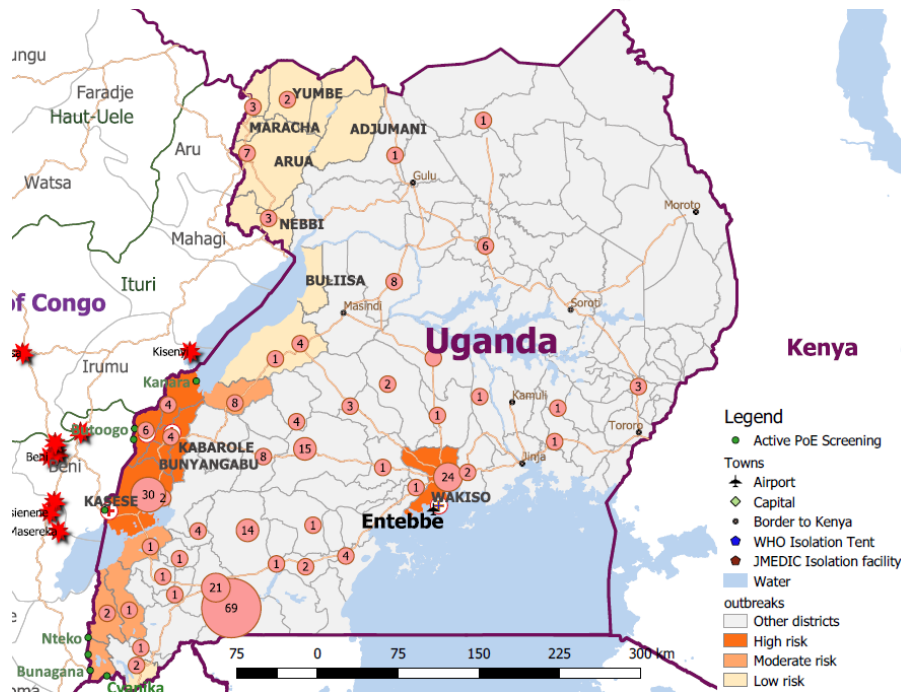 ungu
Faradje
Haut-Uele
Aru
Watsa
Mahagi
Ituri
of Congo
Irumu
Kisen
Kanara
Beni
Masere
Nteko
Bunagana
Cyanika
3
2
YUMBE
MARACHA
ADJUMANI
7
ARUA
1
1
Gulu
3
NEBBI
Moroto
6
BULIISA
8
Masindi
Soroti
Uganda
Kenya
4
1
2
3
4
8
3
1
1
1
Kamuli
Tororo
6
4
4
KABAROLE
BUNYANGABU
8
15
1
1
Jinja
24
2
WAKISO
1
Entebbe
KASESE
30
2
1
4
14
1
1
1
2
4
1
1
21
69
2
1
1
2
75
0
75
150
225
300 km
Legend
Active PoE Screening
Towns
Airport
Capital
Border to Kenya
WHO Isolation Tent
JMEDIC Isolation facility
Water
outbreaks
Other districts
High risk
Moderate risk
Low risk